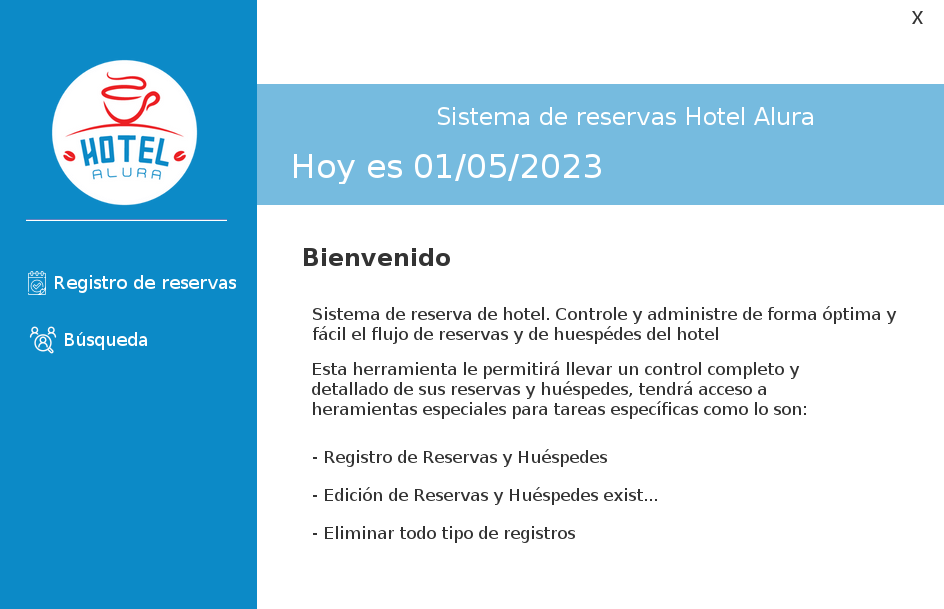 X
HOTEL
ALURA
Sistema de reservas Hotel Alura
Hoy es 01/05/2023
Registro de reservas
Búsqueda
Bienvenido
Sistema de reserva de hotel. Controle y administre de forma óptima y
fácil el flujo de reservas y de huespédes del hotel
Esta herramienta le permitirá llevar un control completo y
detallado de sus reservas y huéspedes, tendrá acceso a
heramientas especiales para tareas específicas como lo son:
- Registro de Reservas y Huéspedes
- Edición de Reservas y Huéspedes exist...
- Eliminar todo tipo de registros